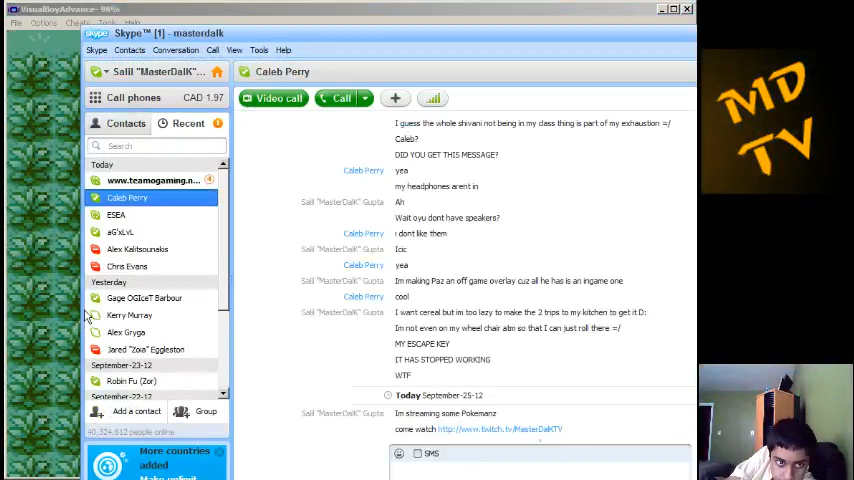 VisualBoyAdvance- 98%
File Options Cheats Tools Help
Skype™ [1] - masterdalk
Skype Contacts Conversation Call View Tools Help
Salil "MasterDalK"...
Caleb Perry
Call phones CAD 1.97
Video call Call
Contacts Recent 1
Search
Today
www.teamogaming.n... 4
Caleb Perry
ESEA
aG'xLvL
Alex Kalitsounakis
Chris Evans
Yesterday
Gage OGIceT Barbour
Kerry Murray
Alex Gryga
Jared "Zoia" Eggleston
September-23-12
Robin Fu (Zor)
September-22-12
Add a contact Group
40,324,612 people online
More countries
added
Make unlimit
I guess the whole shivani not being in my class thing is part of my exhaustion =/
Caleb?
DID YOU GET THIS MESSAGE?
Caleb Perry yea
my headphones arent in
Salil "MasterDalK" Gupta Ah
Wait oyu dont have speakers?
Caleb Perry i dont like them
Salil "MasterDalK" Gupta Icic
Caleb Perry yea
Salil "MasterDalK" Gupta Im making Paz an off game overlay cuz all he has is an ingame one
Caleb Perry cool
Salil "MasterDalK" Gupta I want cereal but im too lazy to make the 2 trips to my kitchen to get it D:
Im not even on my wheel chair atm so that I can just roll there =/
MY ESCAPE KEY
IT HAS STOPPED WORKING
WTF
Today September-25-12
Salil "MasterDalK" Gupta Im streaming some Pokemanz
come watch http://www.twitch.tv/MasterDalKTV
SMS
MD
TV